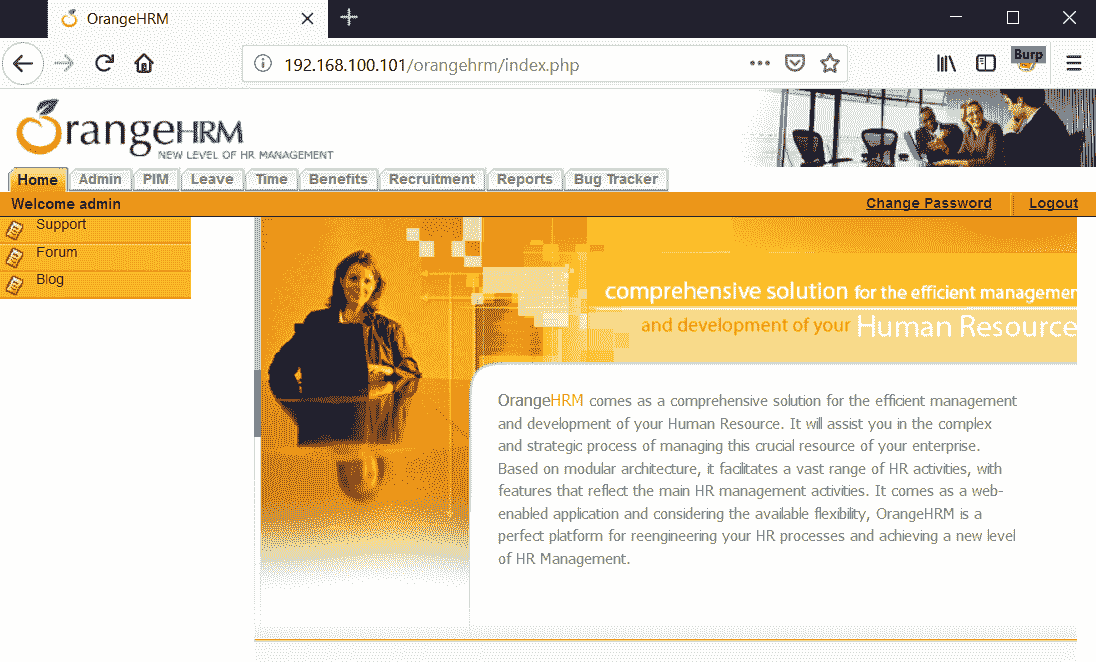 OrangeHRM
192.168.100.101/orangehrm/index.php
Burp
OrangeHRM
NEW LEVEL OF HR MANAGEMENT
Home Admin PIM Leave Time Benefits Recruitment Reports Bug Tracker
Welcome admin Change Password Logout
Support
Forum
Blog
comprehensive solution for the efficient managemen
and development of your Human Resource
OrangeHRM comes as a comprehensive solution for the efficient management
and development of your Human Resource. It will assist you in the complex
and strategic process of managing this crucial resource of your enterprise.
Based on modular architecture, it facilitates a vast range of HR activities, with
features that reflect the main HR management activities. It comes as a web-
enabled application and considering the available flexibility, OrangeHRM is a
perfect platform for reengineering your HR processes and achieving a new level
of HR Management.